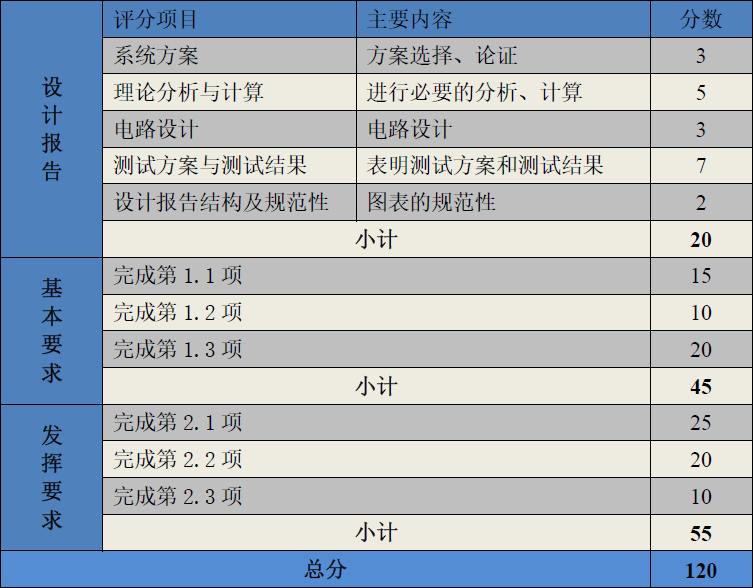 设计报告
评分项目 主要内容 分数
系统方案 方案选择、论证 3
理论分析与计算 进行必要的分析、计算 5
电路设计 电路设计 3
测试方案与测试结果 表明测试方案和测试结果 7
设计报告结构及规范性 图表的规范性 2
小计 20
基本要求
完成第 1.1 项 15
完成第 1.2 项 10
完成第 1.3 项 20
小计 45
发挥要求
完成第 2.1 项 25
完成第 2.2 项 20
完成第 2.3 项 10
小计 55
总分 120